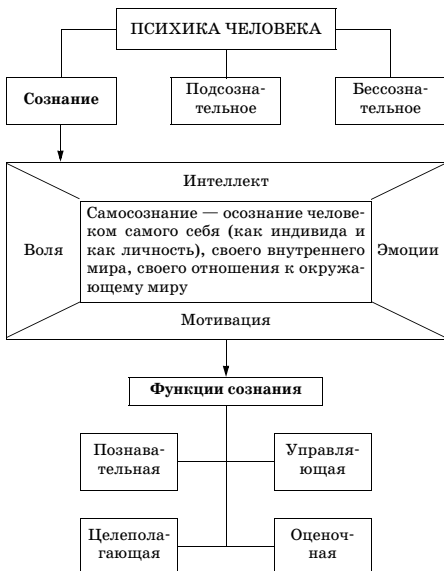 ПСИХИКА ЧЕЛОВЕКА
Сознание
Подсозна-
тельное
Бессозна-
тельное
Интеллект
Воля
Самосознание — осознание челове-
ком самого себя (как индивида и
как личность), своего внутреннего
мира, своего отношения к окружа-
ющему миру
Эмоции
Мотивация
Функции сознания
Познава-
тельная
Управля-
ющая
Целепола-
гающая
Оценоч-
ная